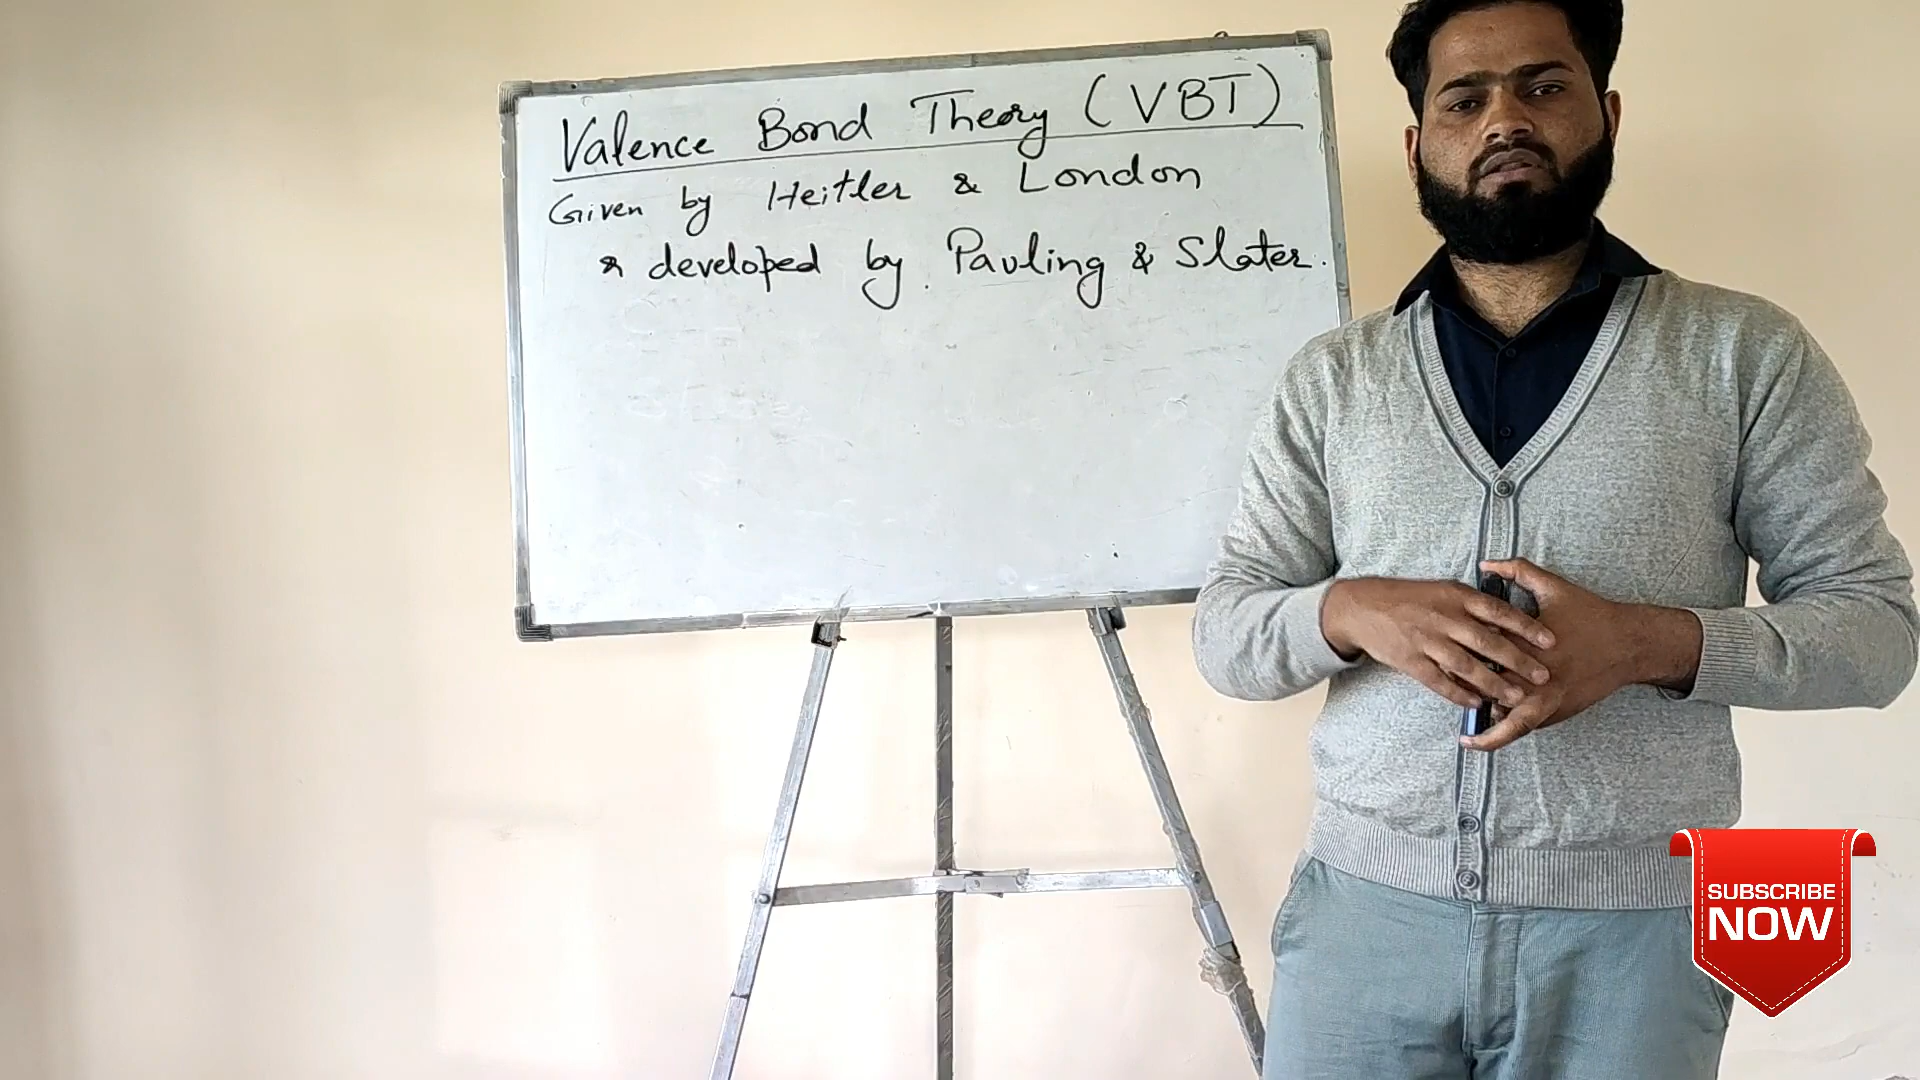 Valence Bond Theory (VBT)
Given by Heitler & London
& developed by Pauling & Slater.
SUBSCRIBE
NOW